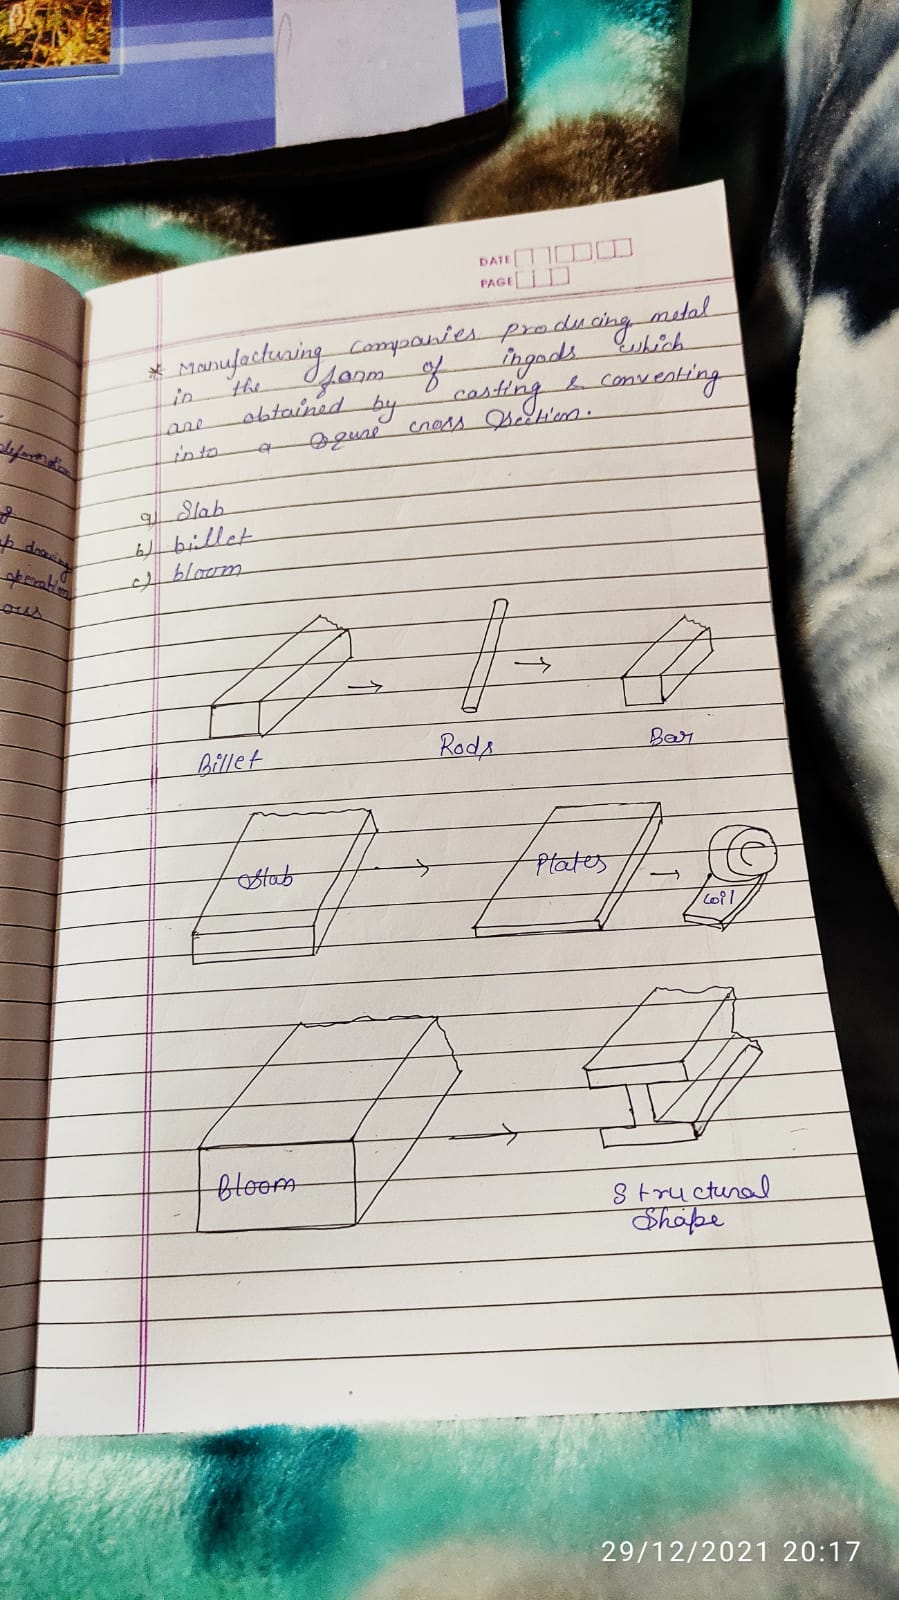 DATE
PAGE
* Manufacturing companies producing metal
in the form of ingods which
are obtained by casting & conventing
into a squre cross section.
a) Slab
b) billet
c) bloom
Billet
Rods
Bar
Slab
Plates
Coil
Bloom
Structural
Shape
deformation
drawing
operation
ous
29/12/2021 20:17